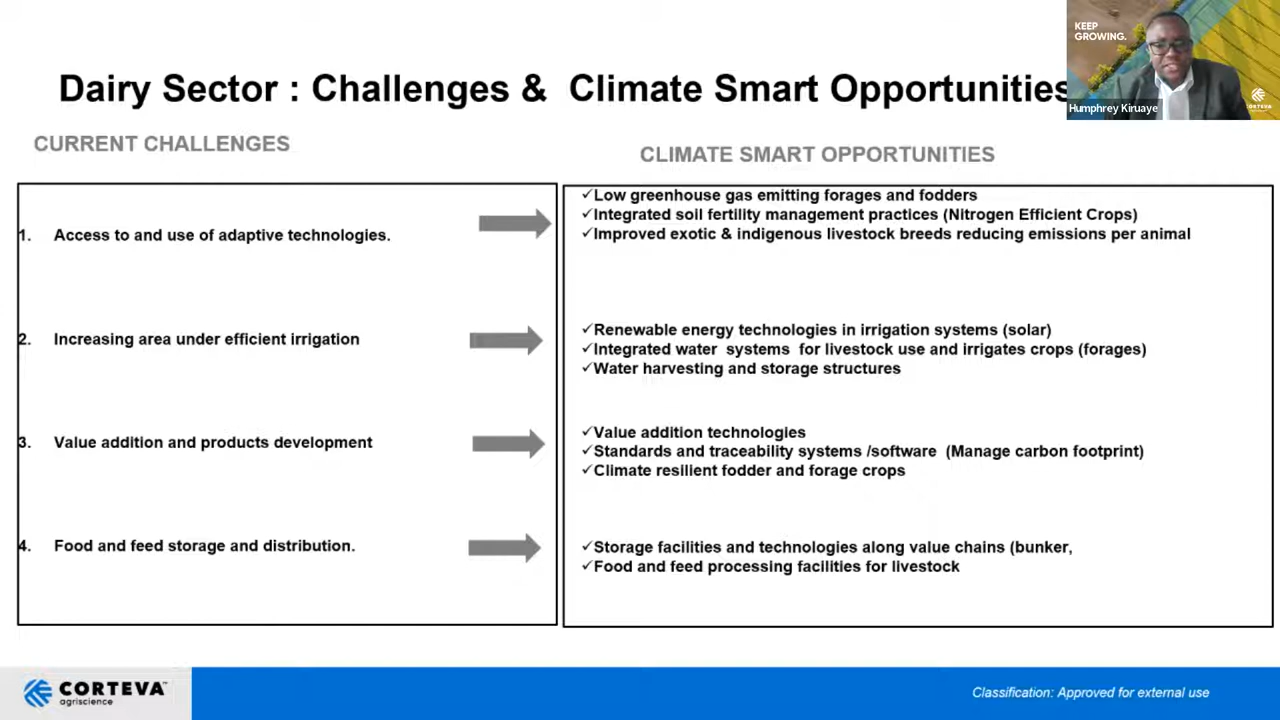 KEEP
GROWING.
Dairy Sector : Challenges & Climate Smart Opportunities
Humphrey Kiruaye
CORTEVA
agriscience
CURRENT CHALLENGES
CLIMATE SMART OPPORTUNITIES
1. Access to and use of adaptive technologies.
✓Low greenhouse gas emitting forages and fodders
✓Integrated soil fertility management practices (Nitrogen Efficient Crops)
✓Improved exotic & indigenous livestock breeds reducing emissions per animal
2. Increasing area under efficient irrigation
✓Renewable energy technologies in irrigation systems (solar)
✓Integrated water systems for livestock use and irrigates crops (forages)
✓Water harvesting and storage structures
3. Value addition and products development
✓Value addition technologies
✓Standards and traceability systems /software (Manage carbon footprint)
✓Climate resilient fodder and forage crops
4. Food and feed storage and distribution.
✓Storage facilities and technologies along value chains (bunker,
✓Food and feed processing facilities for livestock
CORTEVA™
agriscience
Classification: Approved for external use